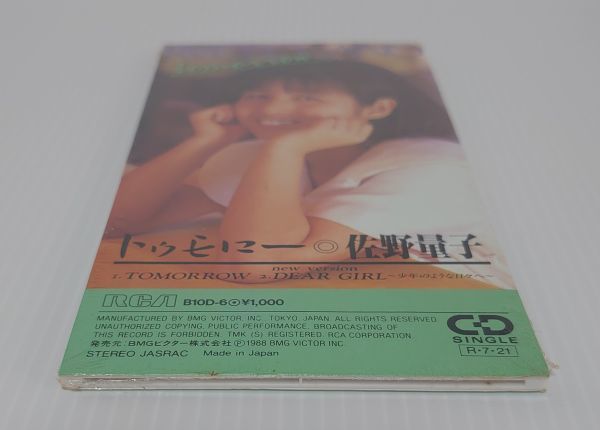 トゥモロー ◎ 佐野量子
new version
1. TOMORROW 2. DEAR GIRL ～少年のような日々へ～
RCA B10D-6 ¥1,000
MANUFACTURED BY BMG VICTOR, INC., TOKYO, JAPAN. ALL RIGHTS RESERVED.
UNAUTHORIZED COPYING, PUBLIC PERFORMANCE, BROADCASTING OF
THIS RECORD IS FORBIDDEN. TMK (S) REGISTERED. RCA CORPORATION.
発売元:BMGビクター株式会社 Ⓟ 1988 BMG VICTOR INC.
STEREO JASRAC Made in Japan
CD
SINGLE
R・7・21